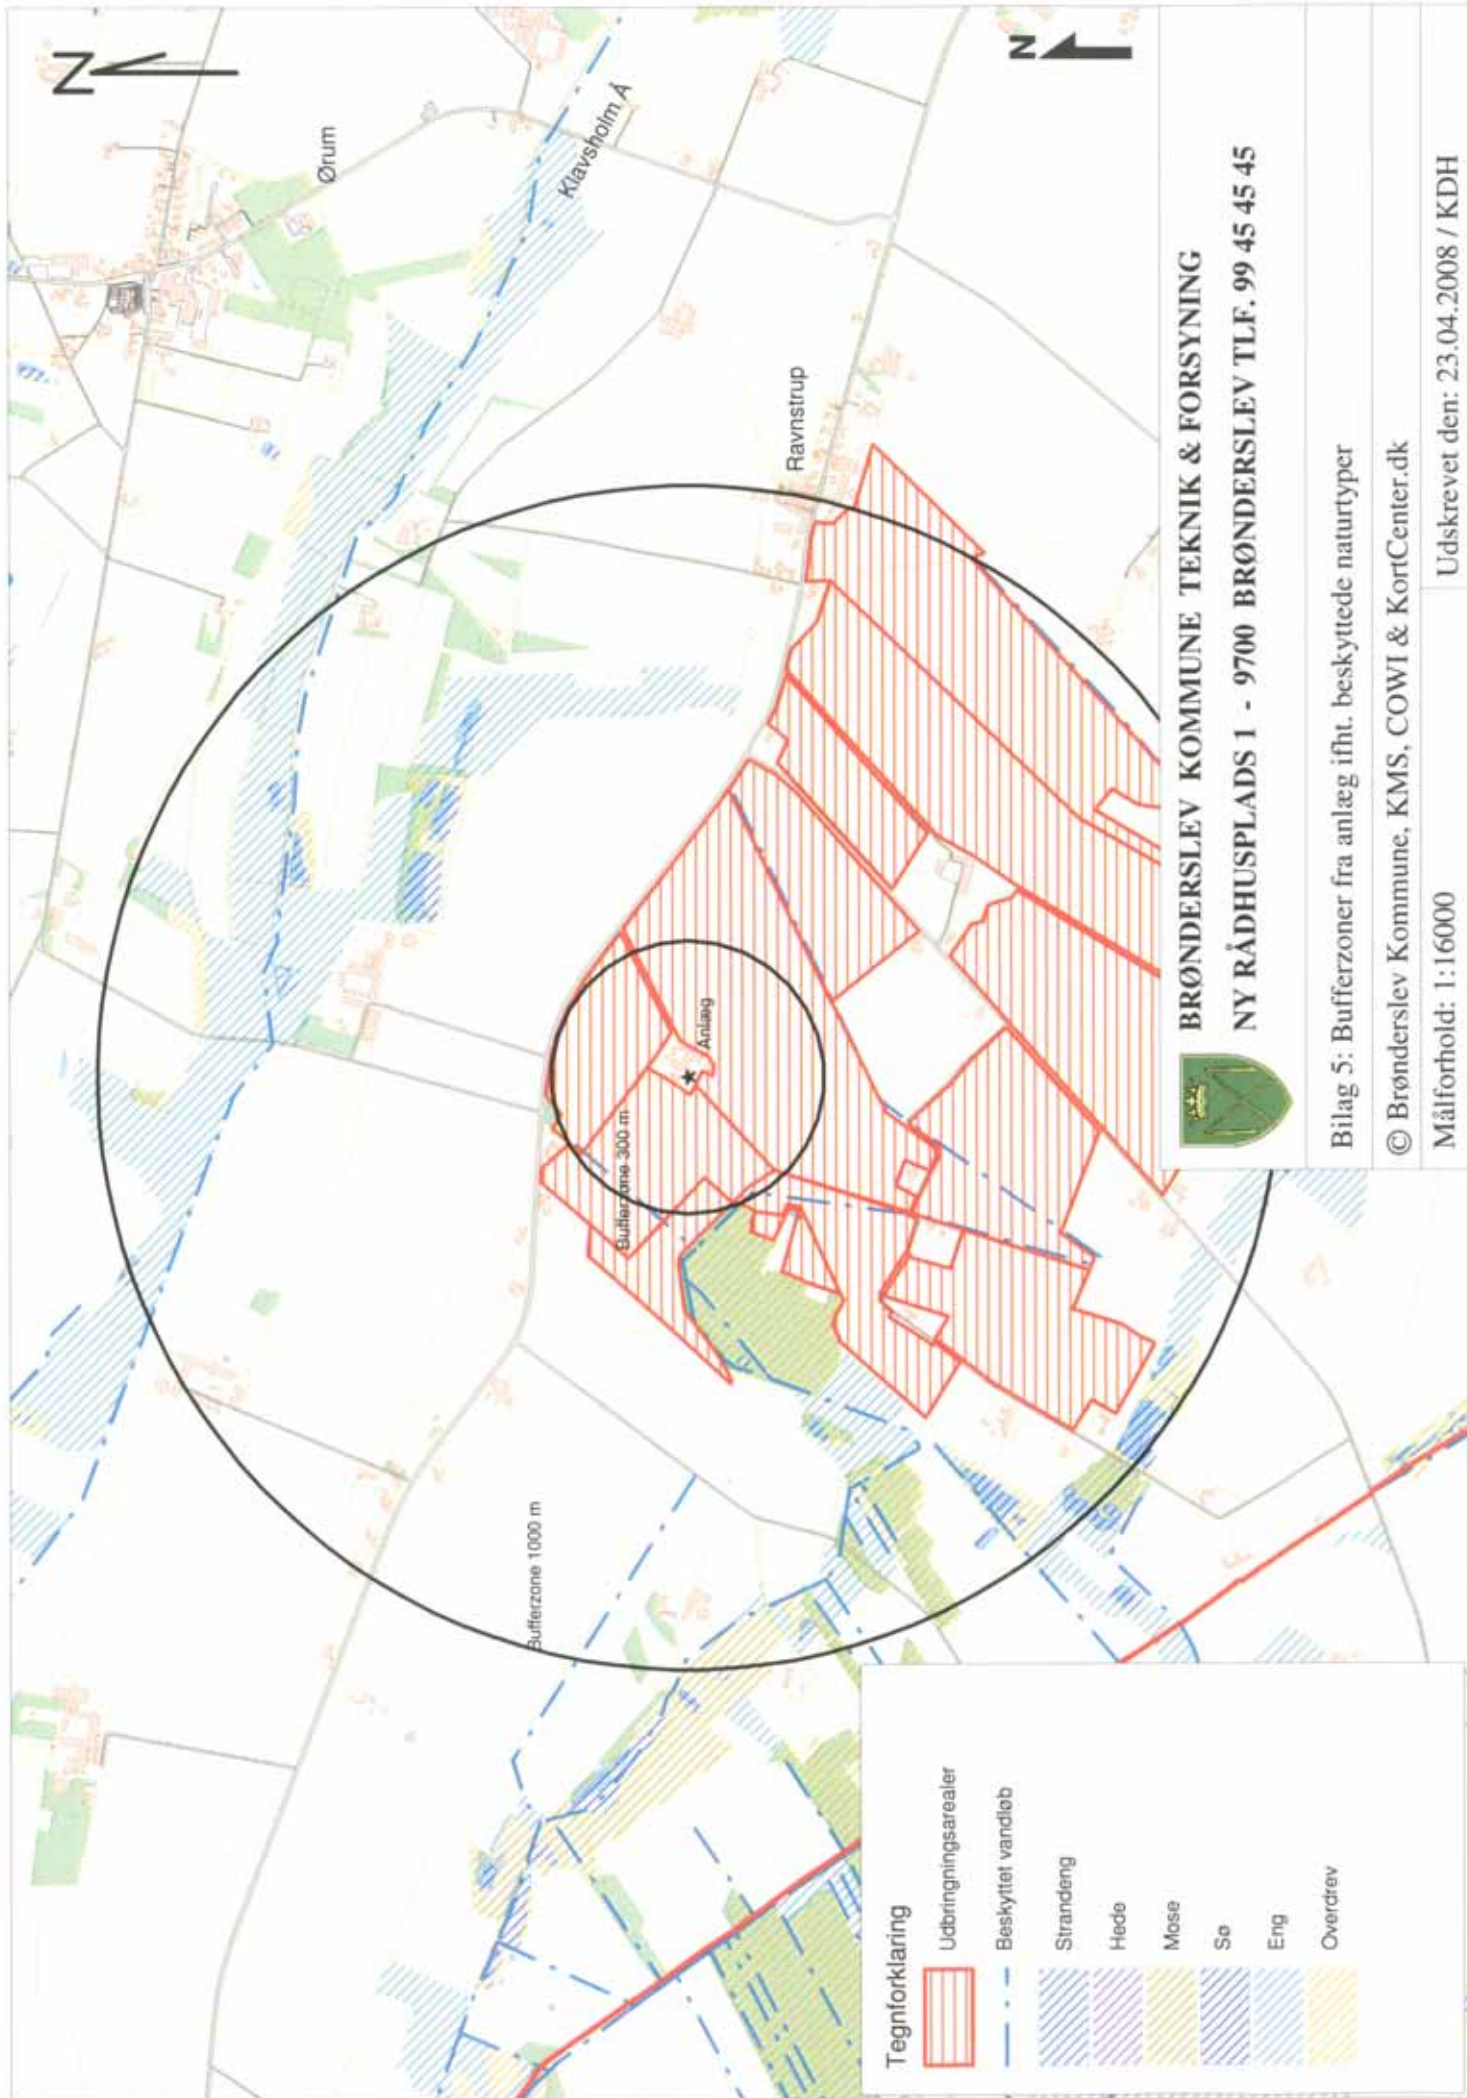 N
N
Ørum
Klavsholm Å
Ravnstrup
Anlæg
Bufferzone 300 m
Bufferzone 1000 m
Tegnforklaring
Udbringningsarealer
Beskyttet vandløb
Strandeng
Hede
Mose
Sø
Eng
Overdrev
BRØNDERSLEV KOMMUNE TEKNIK & FORSYNING
NY RÅDHUSPLADS 1 - 9700 BRØNDERSLEV TLF. 99 45 45 45
Bilag 5: Bufferzoner fra anlæg ifht. beskyttede naturtyper
© Brønderslev Kommune, KMS, COWI & KortCenter.dk
Målforhold: 1:16000
Udskrevet den: 23.04.2008 / KDH